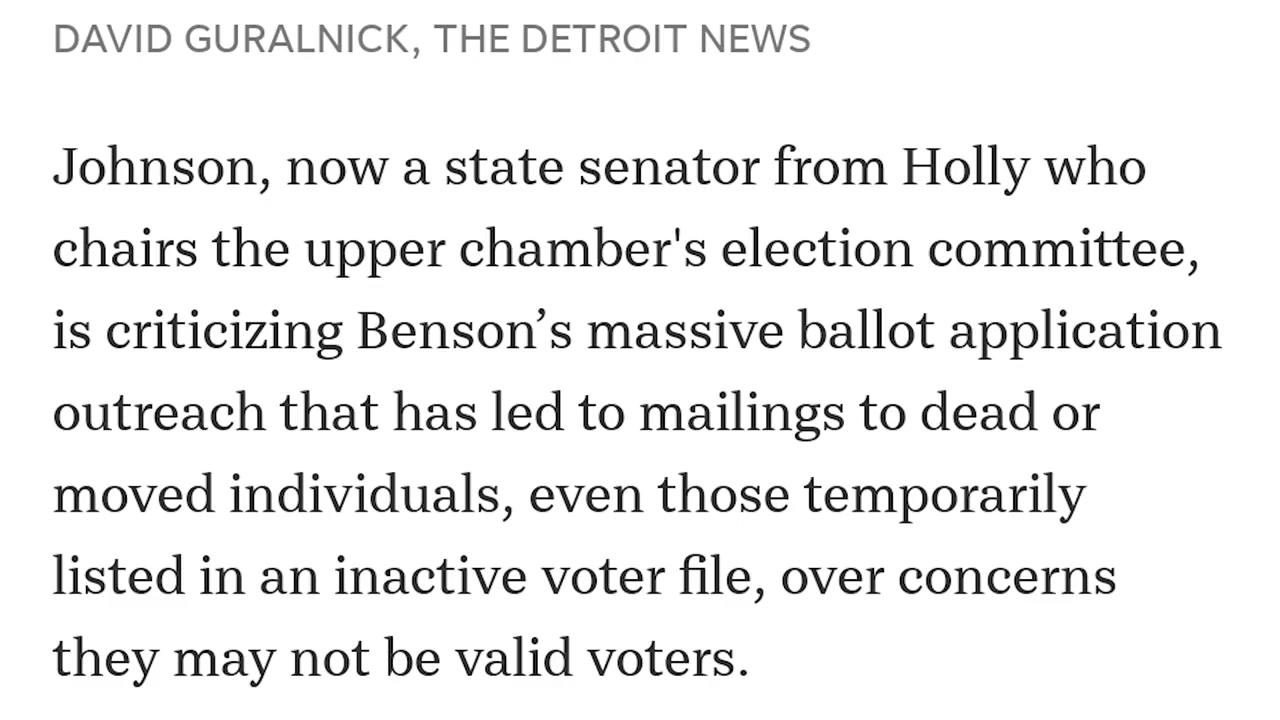 DAVID GURALNICK, THE DETROIT NEWS
Johnson, now a state senator from Holly who
chairs the upper chamber's election committee,
is criticizing Benson’s massive ballot application
outreach that has led to mailings to dead or
moved individuals, even those temporarily
listed in an inactive voter file, over concerns
they may not be valid voters.